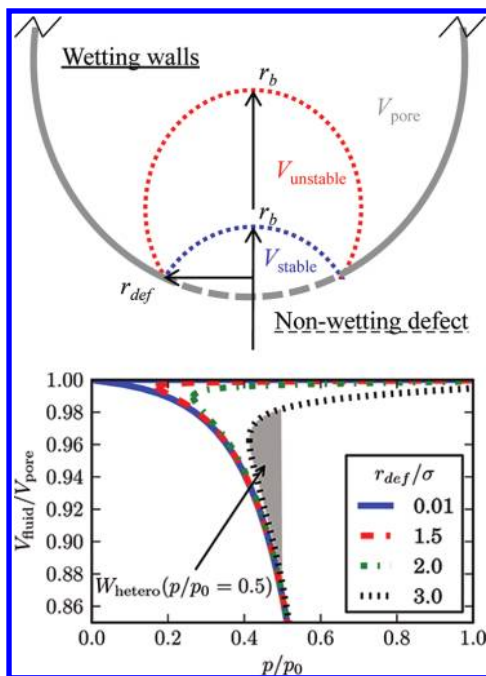 Wetting walls
r_b
V_pore
V_unstable
r_b
V_stable
r_def
Non-wetting defect
1.00
0.98
0.96
0.94
0.92
0.90
0.88
0.86
V_fluid/V_pore
r_def/σ
0.01
1.5
2.0
3.0
W_hetero(p/p_0 = 0.5)
0.0 0.2 0.4 0.6 0.8 1.0
p/p_0